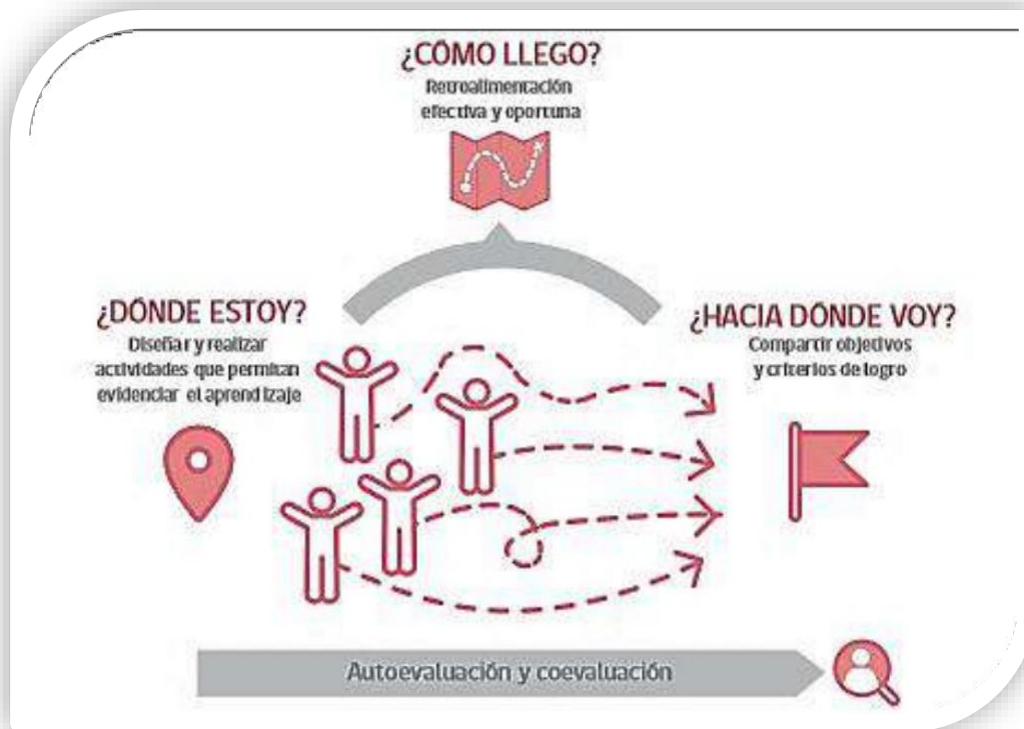 ¿CÓMO LLEGO?
Retroalimentación
efectiva y oportuna
¿DÓNDE ESTOY?
Diseñar y realizar
actividades que permitan
evidenciar el aprendizaje
¿HACIA DÓNDE VOY?
Compartir objetivos
y criterios de logro
Autoevaluación y coevaluación